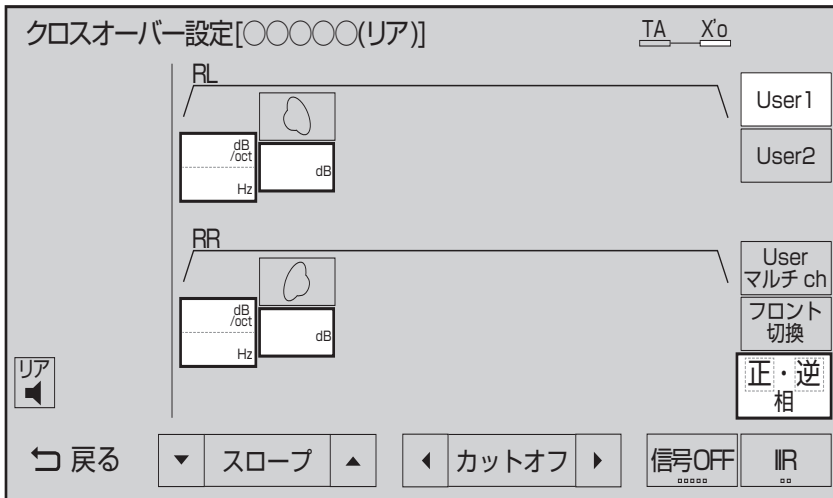 クロスオーバー設定[○○○○○(リア)]
TA X'o
RL
User1
dB
/oct
dB
Hz
User2
RR
User
マルチ ch
dB
/oct
dB
Hz
フロント
切換
リア
正・逆
相
戻る
▼ スロープ ▲
◀ カットオフ ▶
信号OFF
IIR